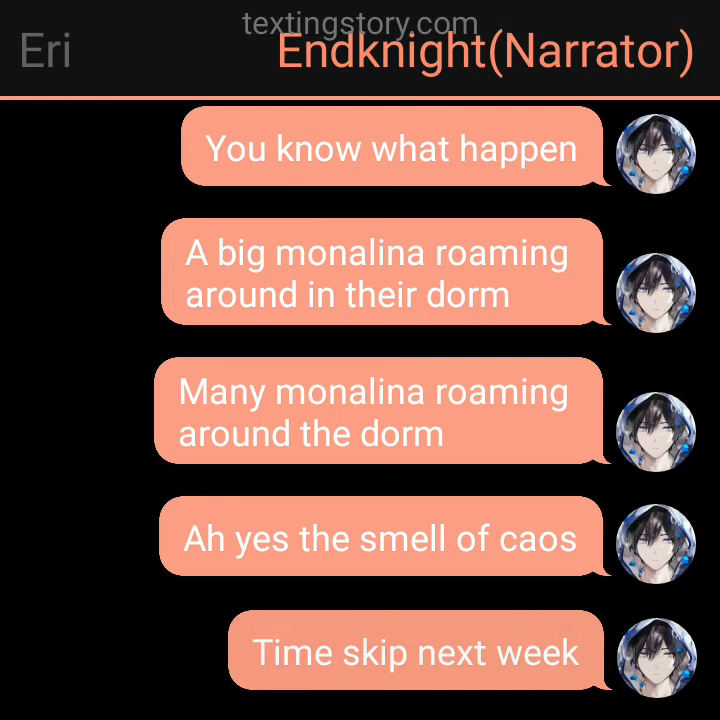 textingstory.com
Eri
Endknight(Narrator)
You know what happen
A big monalina roaming
around in their dorm
Many monalina roaming
around the dorm
Ah yes the smell of caos
Time skip next week